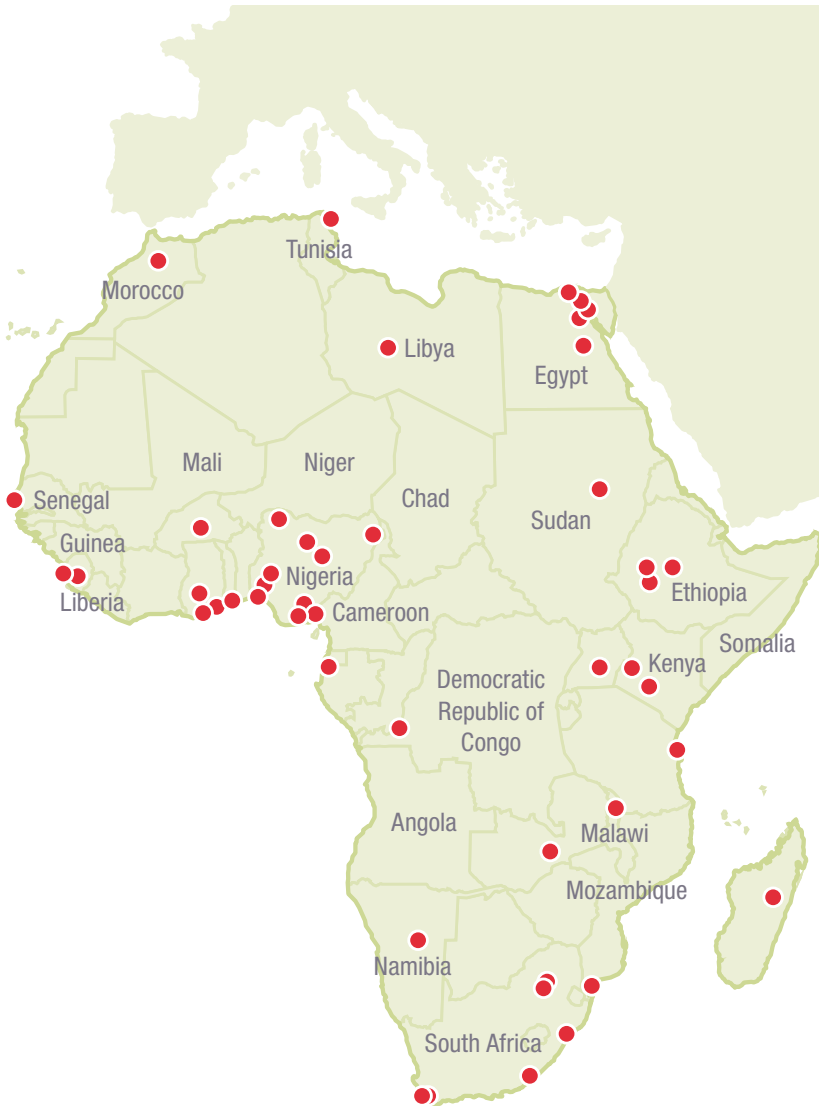 Tunisia
Morocco
Libya
Egypt
Mali
Niger
Chad
Senegal
Sudan
Guinea
Nigeria
Ethiopia
Liberia
Cameroon
Somalia
Kenya
Democratic
Republic of
Congo
Angola
Malawi
Mozambique
Namibia
South Africa